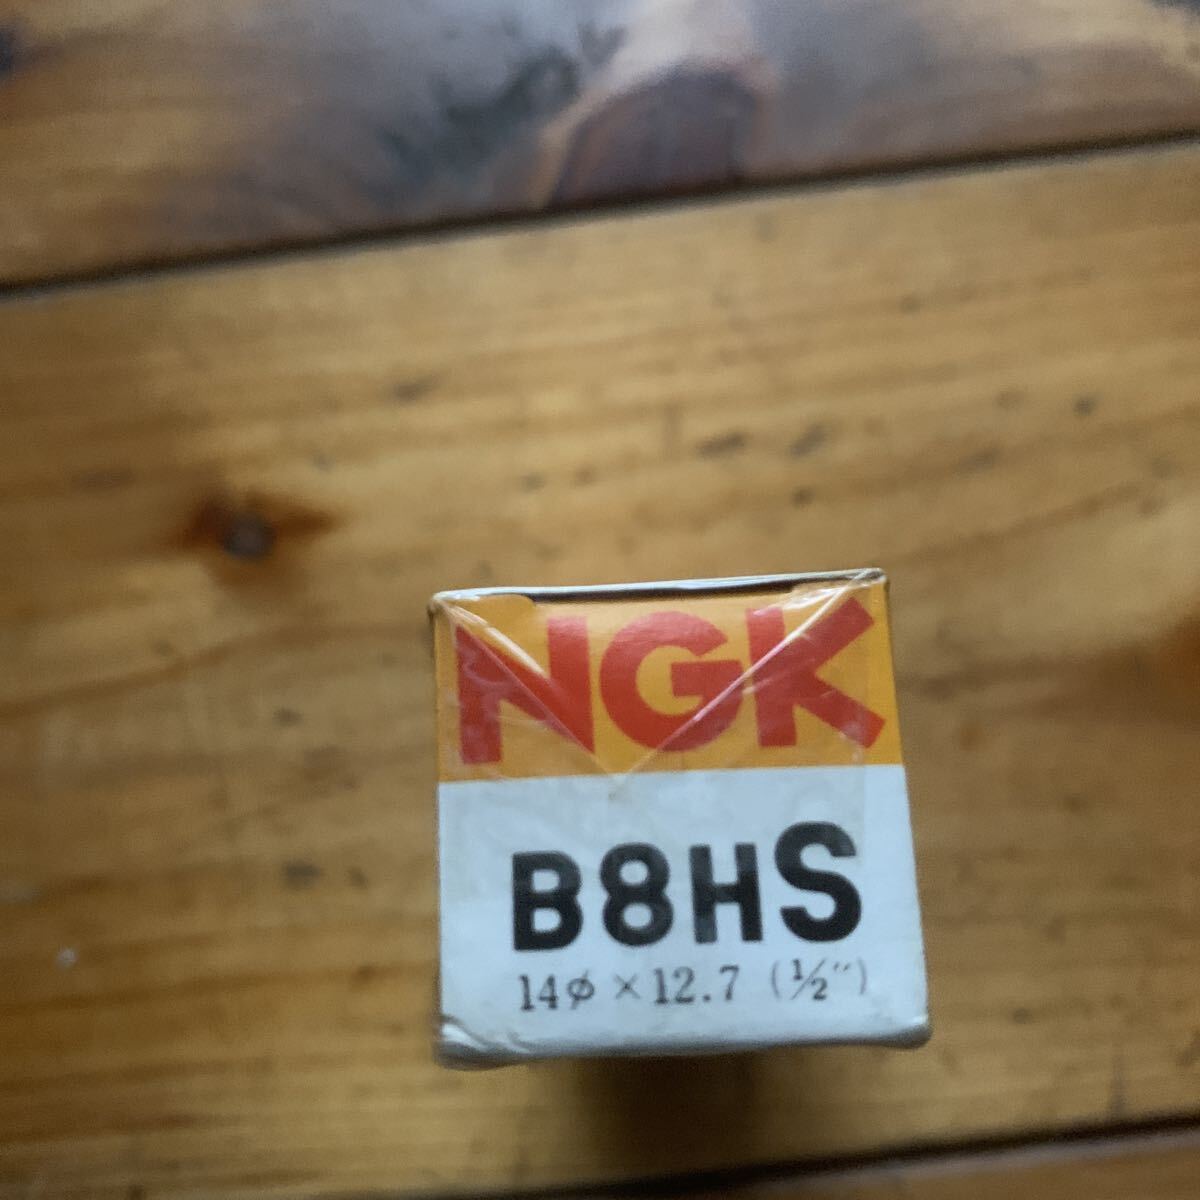 NGK
B8HS
14φ × 12.7 (½″)